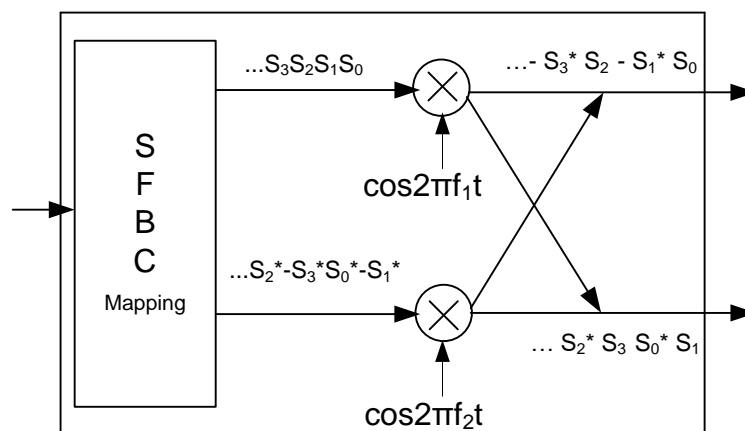 ...S₃S₂S₁S₀
...- S₃* S₂ - S₁* S₀
S
F
B
C
Mapping
cos2πf₁t
...S₂*-S₃*S₀*-S₁*
... S₂* S₃ S₀* S₁
cos2πf₂t